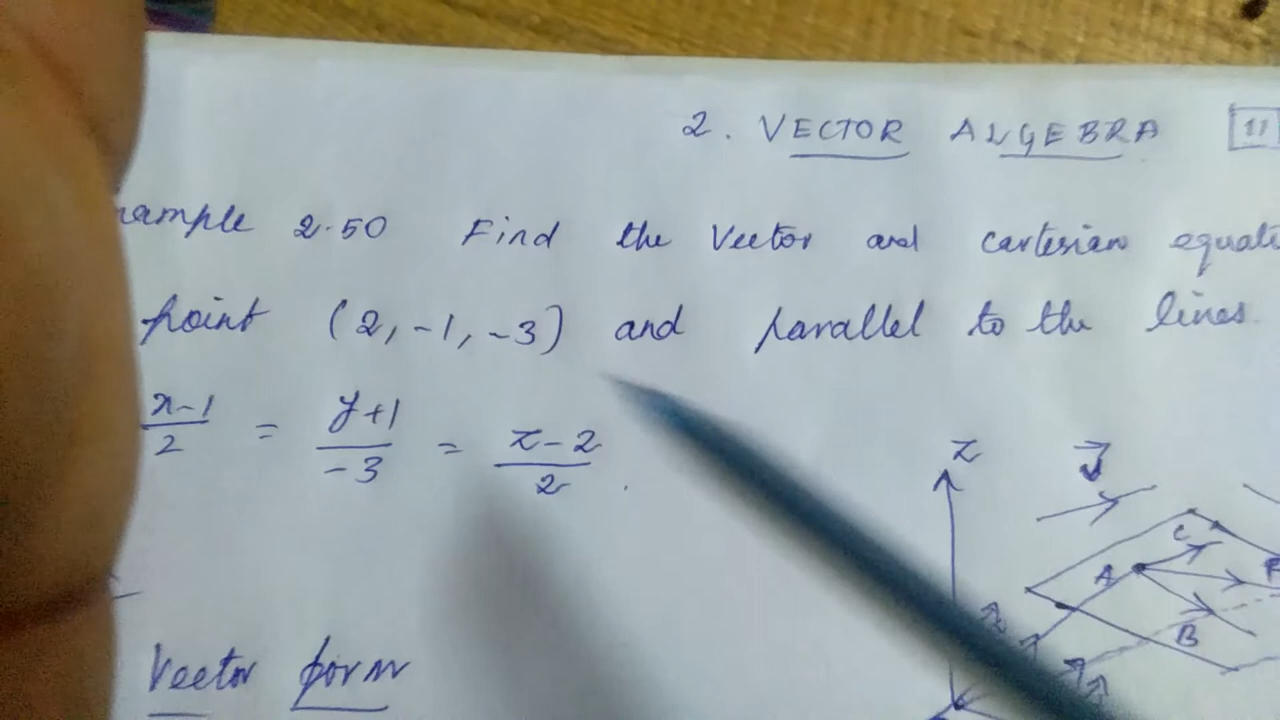 2. VECTOR ALGEBRA 11
2.50 Find the Vector and cartesian
point (2, -1, -3) and parallel to the lines
x-1/2 = y+1/-3 = z-2/2 .
z
C
A
B
Vector form